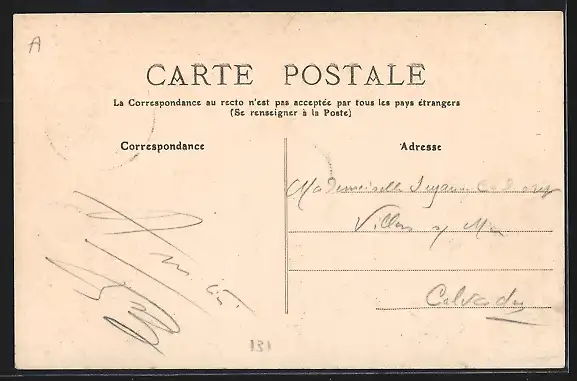 A
CARTE POSTALE
La Correspondance au recto n'est pas acceptée par tous les pays étrangers
(Se renseigner à la Poste)
Correspondance
Adresse
Mademoiselle
Villers s/ Mer
Calvados
131